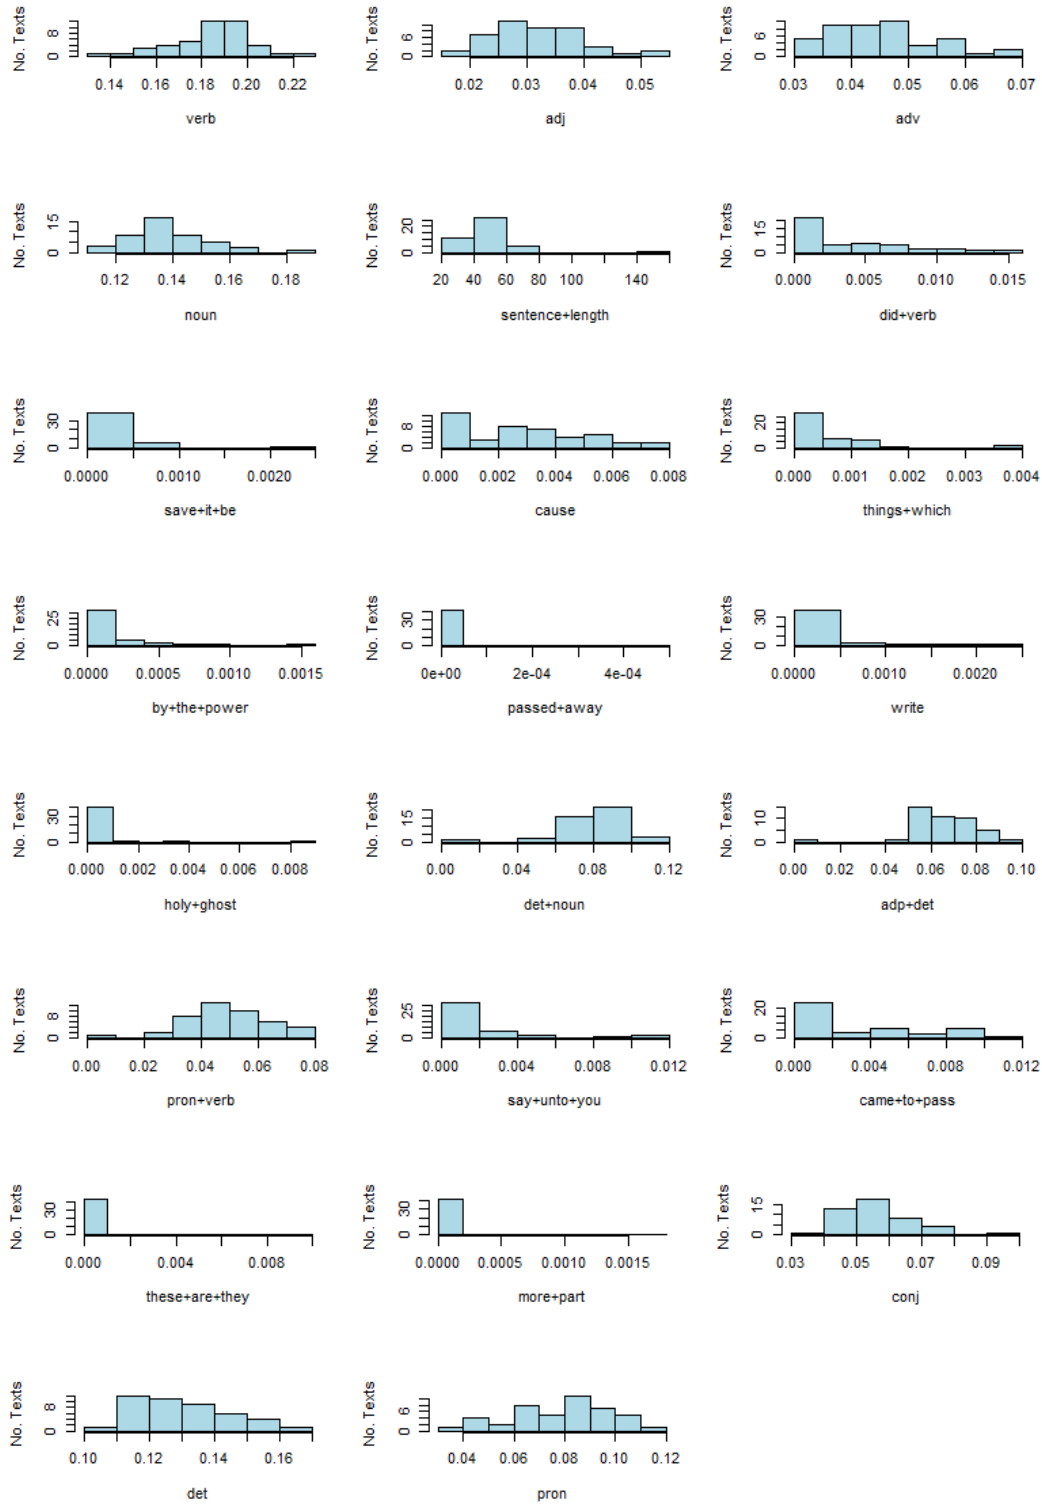 No. Texts 0 8
0.14 0.16 0.18 0.20 0.22
verb
No. Texts 0 6
0.02 0.03 0.04 0.05
adj
No. Texts 0 6
0.03 0.04 0.05 0.06 0.07
adv
No. Texts 0 15
0.12 0.14 0.16 0.18
noun
No. Texts 0 20
20 40 60 80 100 140
sentence+length
No. Texts 0 15
0.000 0.005 0.010 0.015
did+verb
No. Texts 0 30
0.0000 0.0010 0.0020
save+it+be
No. Texts 0 8
0.000 0.002 0.004 0.006 0.008
cause
No. Texts 0 20
0.000 0.001 0.002 0.003 0.004
things+which
No. Texts 0 25
0.0000 0.0005 0.0010 0.0015
by+the+power
No. Texts 0 30
0e+00 2e-04 4e-04
passed+away
No. Texts 0 30
0.0000 0.0010 0.0020
write
No. Texts 0 30
0.000 0.002 0.004 0.006 0.008
holy+ghost
No. Texts 0 15
0.00 0.04 0.08 0.12
det+noun
No. Texts 0 10
0.00 0.02 0.04 0.06 0.08 0.10
adp+det
No. Texts 0 8
0.00 0.02 0.04 0.06 0.08
pron+verb
No. Texts 0 25
0.000 0.004 0.008 0.012
say+unto+you
No. Texts 0 20
0.000 0.004 0.008 0.012
came+to+pass
No. Texts 0 30
0.000 0.004 0.008
these+are+they
No. Texts 0 30
0.0000 0.0005 0.0010 0.0015
more+part
No. Texts 0 15
0.03 0.05 0.07 0.09
conj
No. Texts 0 8
0.10 0.12 0.14 0.16
det
No. Texts 0 6
0.04 0.06 0.08 0.10 0.12
pron